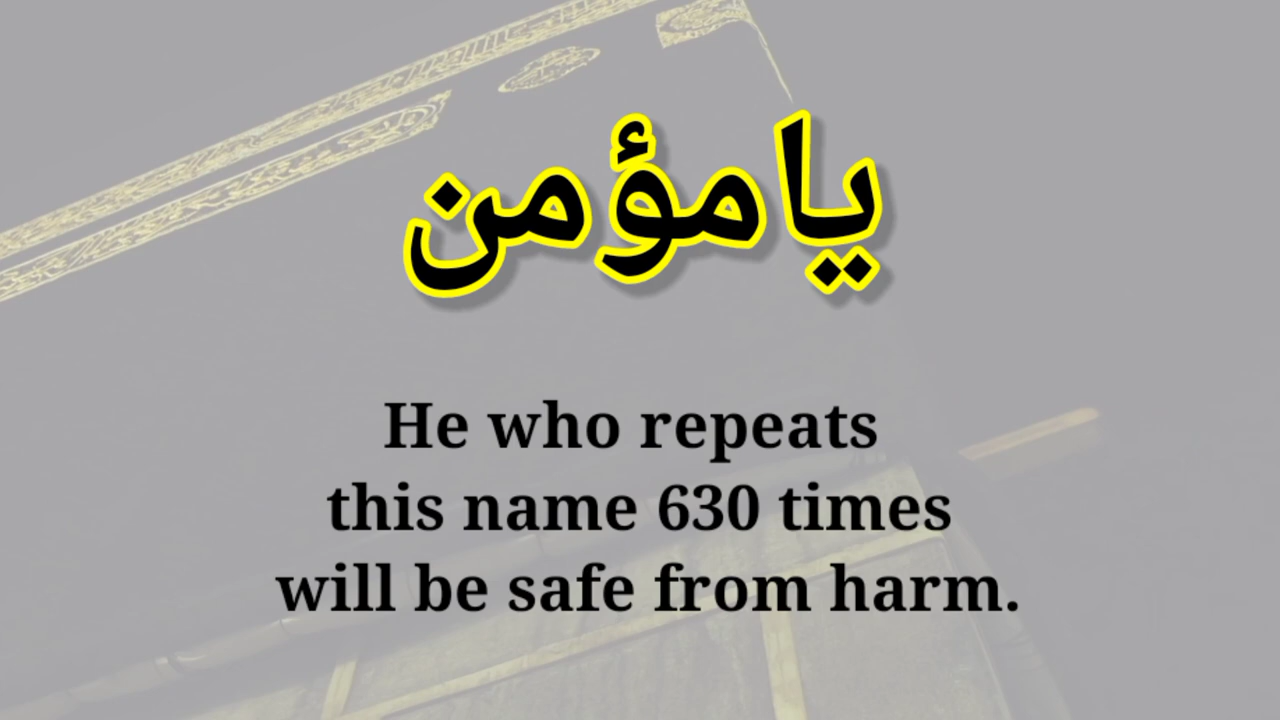 يامؤمن
He who repeats
this name 630 times
will be safe from harm.